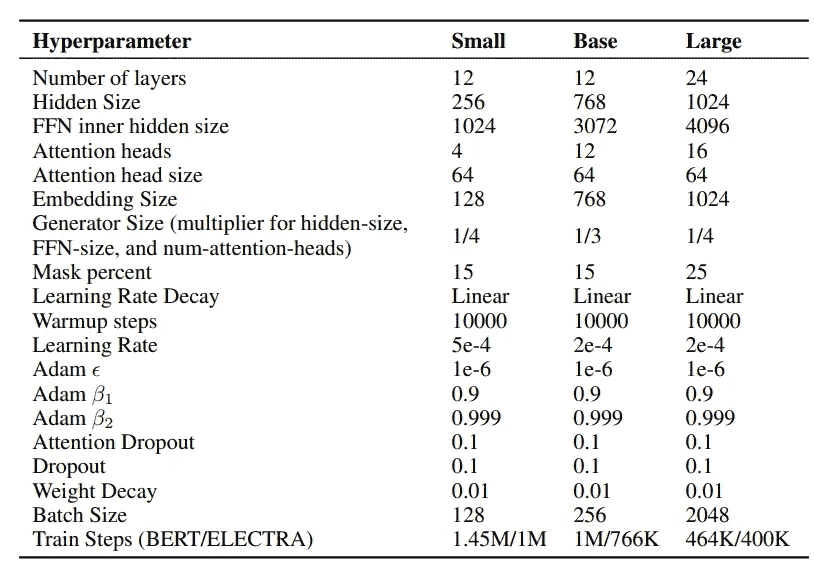 Hyperparameter Small Base Large
Number of layers 12 12 24
Hidden Size 256 768 1024
FFN inner hidden size 1024 3072 4096
Attention heads 4 12 16
Attention head size 64 64 64
Embedding Size 128 768 1024
Generator Size (multiplier for hidden-size,
FFN-size, and num-attention-heads) 1/4 1/3 1/4
Mask percent 15 15 25
Learning Rate Decay Linear Linear Linear
Warmup steps 10000 10000 10000
Learning Rate 5e-4 2e-4 2e-4
Adam ϵ 1e-6 1e-6 1e-6
Adam β₁ 0.9 0.9 0.9
Adam β₂ 0.999 0.999 0.999
Attention Dropout 0.1 0.1 0.1
Dropout 0.1 0.1 0.1
Weight Decay 0.01 0.01 0.01
Batch Size 128 256 2048
Train Steps (BERT/ELECTRA) 1.45M/1M 1M/766K 464K/400K